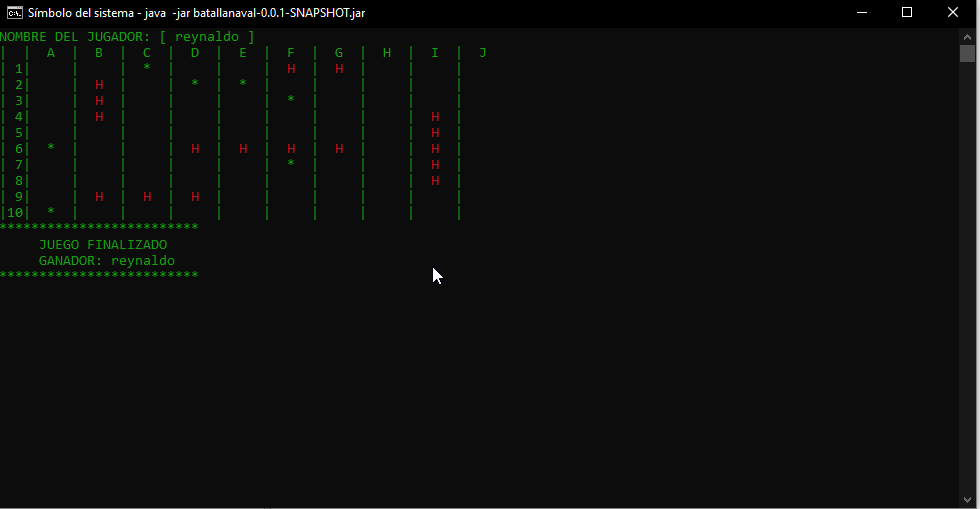 Símbolo del sistema - java  -jar batallanaval-0.0.1-SNAPSHOT.jar
NOMBRE DEL JUGADOR: [ reynaldo ]
|  |  A  |  B  |  C  |  D  |  E  |  F  |  G  |  H  |  I  |  J
| 1|     |     |  *  |     |     |  H  |  H  |     |     |
| 2|     |  H  |     |  *  |  *  |     |     |     |     |
| 3|     |  H  |     |     |     |  *  |     |     |     |
| 4|     |  H  |     |     |     |     |     |     |  H  |
| 5|     |     |     |     |     |     |     |     |  H  |
| 6|  *  |     |     |  H  |  H  |  H  |  H  |     |  H  |
| 7|     |     |     |     |     |  *  |     |     |  H  |
| 8|     |     |     |     |     |     |     |     |  H  |
| 9|     |  H  |  H  |  H  |     |     |     |     |     |
|10|  *  |     |     |     |     |     |     |     |     |
*************************
JUEGO FINALIZADO
GANADOR: reynaldo
*************************